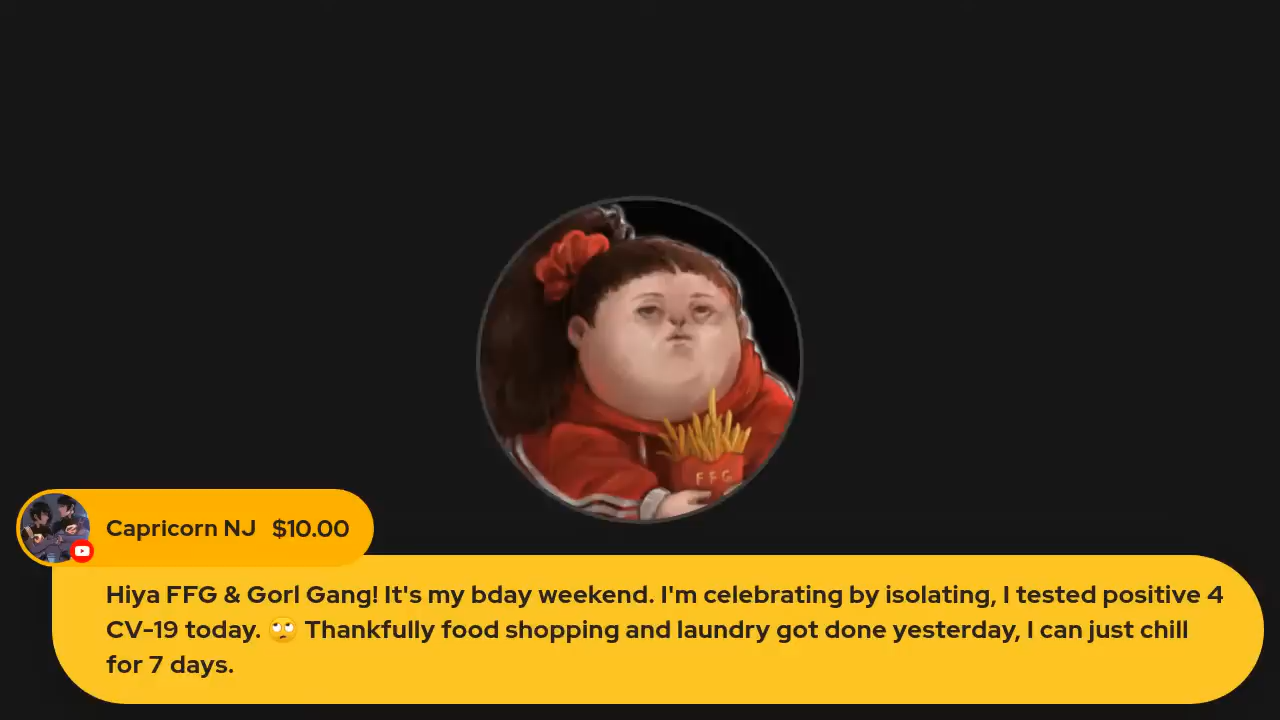 FFG
Capricorn NJ $10.00
Hiya FFG & Gorl Gang! It's my bday weekend. I'm celebrating by isolating, I tested positive 4
CV-19 today. 🙄 Thankfully food shopping and laundry got done yesterday, I can just chill
for 7 days.